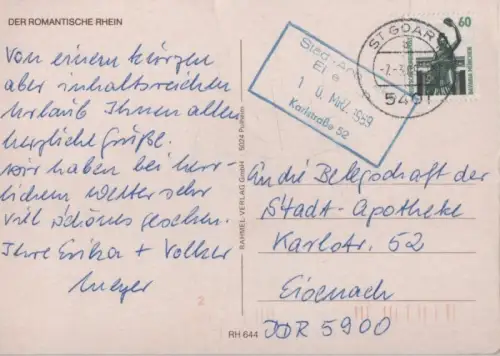 DER ROMANTISCHE RHEIN
Von einem kurzen
aber inhaltsreichen
Urlaub Ihnen allen
herzliche Grüße.
Wir haben bei herr-
lichem Wetter sehr
viel Schönes gesehen.
Ihre Erika + Volker
Meyer
2
RAHMEL-VERLAG GmbH
5024 Pulheim
RH 644
ST GOAR
5401
60
Karlstraße 52
An die Belegschaft der
Stadt-Apotheke
Karlstr. 52
Eisenach
DDR 5900